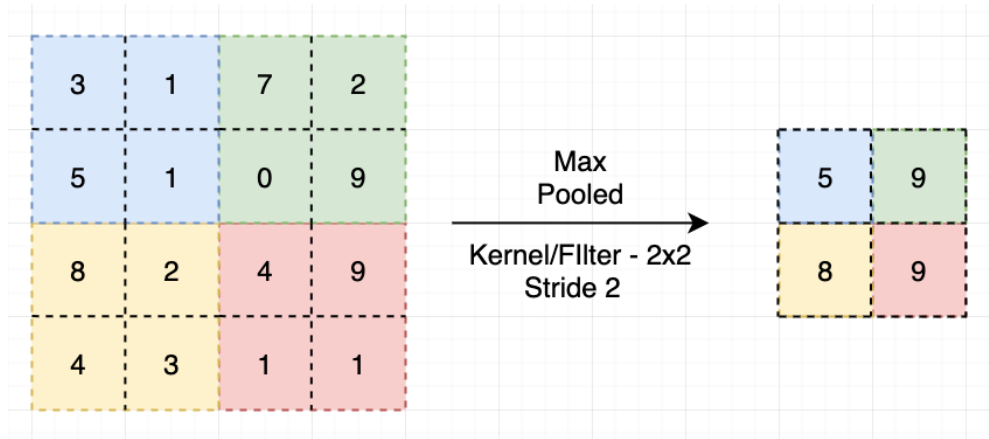 3 1 7 2
5 1 0 9
8 2 4 9
4 3 1 1
Max
Pooled
Kernel/FIlter - 2x2
Stride 2
5 9
8 9